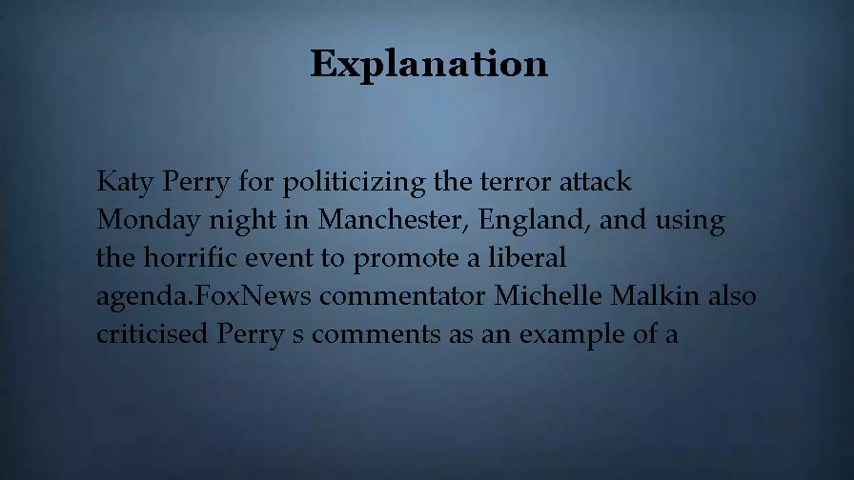 Explanation
Katy Perry for politicizing the terror attack
Monday night in Manchester, England, and using
the horrific event to promote a liberal
agenda.FoxNews commentator Michelle Malkin also
criticised Perry s comments as an example of a